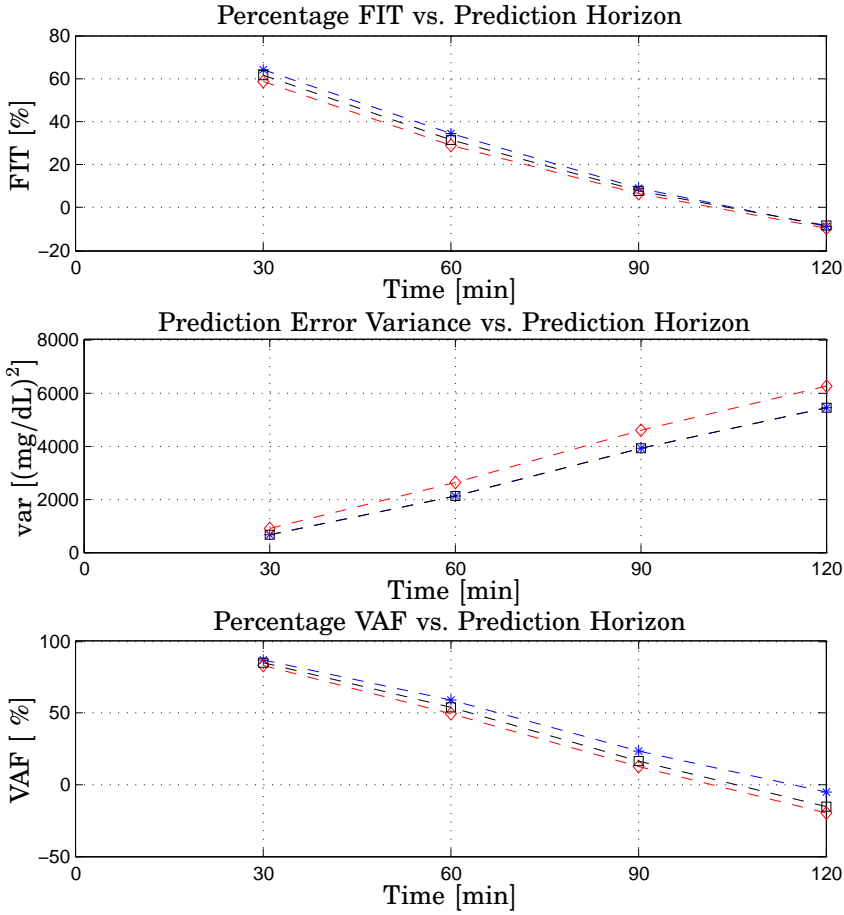 Percentage FIT vs. Prediction Horizon
80
60
40
20
0
−20
FIT [%]
0 30 60 90 120
Time [min]
Prediction Error Variance vs. Prediction Horizon
8000
6000
4000
2000
0
var [(mg/dL)²]
0 30 60 90 120
Time [min]
Percentage VAF vs. Prediction Horizon
100
50
0
−50
VAF [ %]
0 30 60 90 120
Time [min]